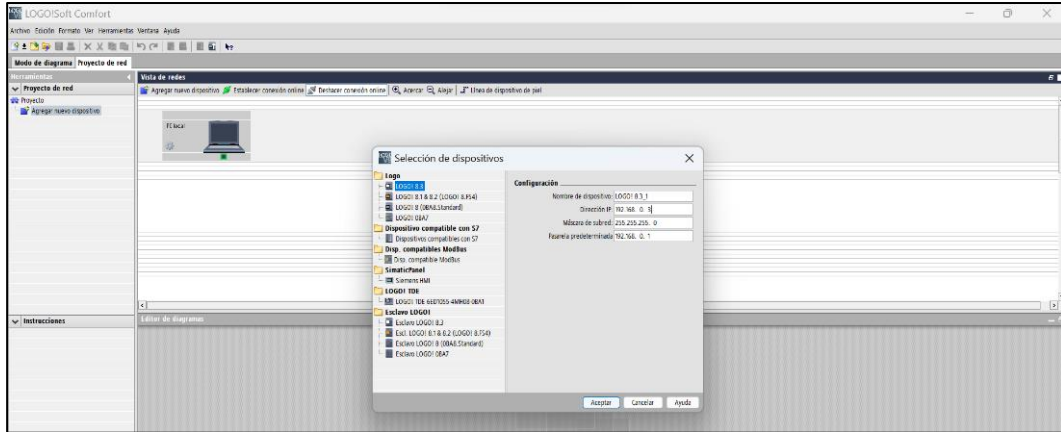 LOGO!Soft Comfort
Archivo Edición Formato Ver Herramientas Ventana Ayuda
Modo de diagrama Proyecto de red
Herramientas
Vista de redes
Proyecto de red
Agregar nuevo dispositivo Establecer conexión online Deshacer conexión online Acercar Alejar Línea de dispositivo de piel
Proyecto
Agregar nuevo dispositivo
PC local
Selección de dispositivos
Logo
LOGO! 8.3
LOGO! 8.1 & 8.2 (LOGO! 8.FS4)
LOGO! 8 (0BA8.Standard)
LOGO! 0BA7
Dispositivo compatible con S7
Dispositivos compatibles con S7
Disp. compatibles Modbus
Disp. compatible Modbus
SimaticPanel
Siemens HMI
LOGO! TDE
LOGO! TDE 6ED1055-4MH08-0BA1
Esclavo LOGO!
Esclavo LOGO! 8.3
Escl. LOGO! 8.1 & 8.2 (LOGO! 8.FS4)
Esclavo LOGO! 8 (0BA8.Standard)
Esclavo LOGO! 0BA7
Configuración
Nombre de dispositivo: LOGO! 8.3_1
Dirección IP: 192.168. 0. 3
Máscara de subred: 255.255.255. 0
Pasarela predeterminada: 192.168. 0. 1
Aceptar Cancelar Ayuda
Instrucciones
Editor de diagramas